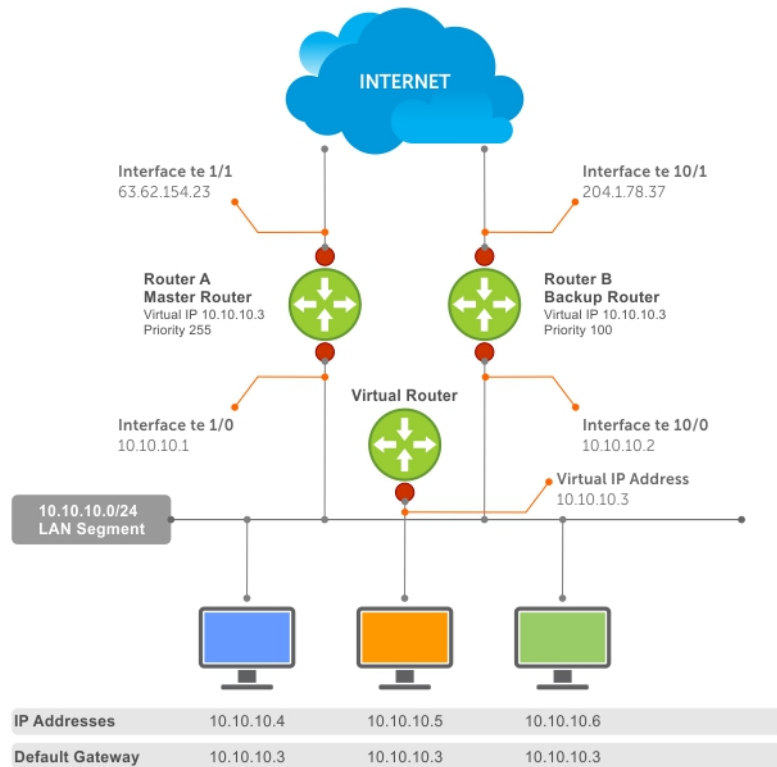 INTERNET
Interface te 1/1
63.62.154.23
Interface te 10/1
204.1.78.37
Router A
Master Router
Virtual IP 10.10.10.3
Priority 255
Router B
Backup Router
Virtual IP 10.10.10.3
Priority 100
Virtual Router
Interface te 1/0
10.10.10.1
Interface te 10/0
10.10.10.2
Virtual IP Address
10.10.10.3
10.10.10.0/24
LAN Segment
IP Addresses 10.10.10.4 10.10.10.5 10.10.10.6
Default Gateway 10.10.10.3 10.10.10.3 10.10.10.3